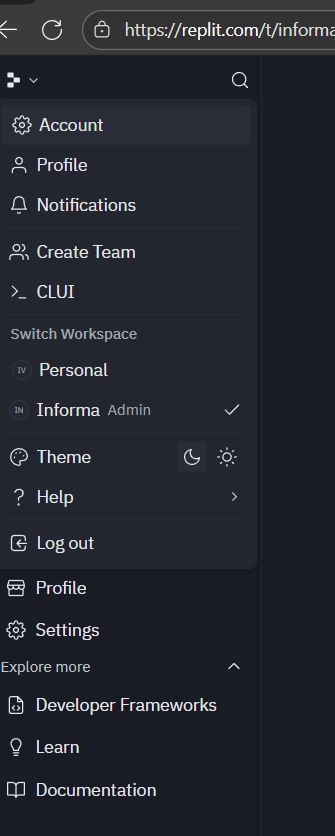 https://replit.com/t/informa
Account
Profile
Notifications
Create Team
CLUI
Switch Workspace
IV Personal
IN Informa Admin
Theme
Help
Log out
Profile
Settings
Explore more
Developer Frameworks
Learn
Documentation